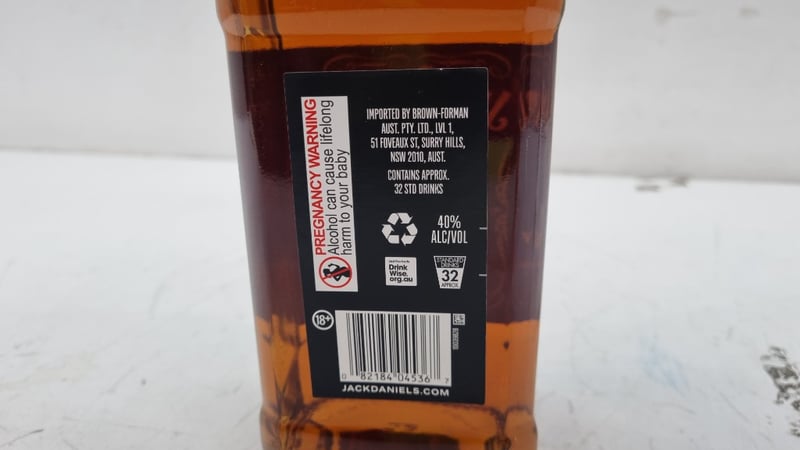 PREGNANCY WARNING
Alcohol can cause lifelong
harm to your baby
IMPORTED BY BROWN-FORMAN
AUST. PTY. LTD., LVL 1,
51 FOVEAUX ST, SURRY HILLS,
NSW 2010, AUST.
CONTAINS APPROX.
32 STD DRINKS
40%
ALC/VOL
Drink
Wise.
org.au
STANDARD
DRINKS
32
APPROX.
18+
0 82184 04536 7
JACKDANIELS.COM